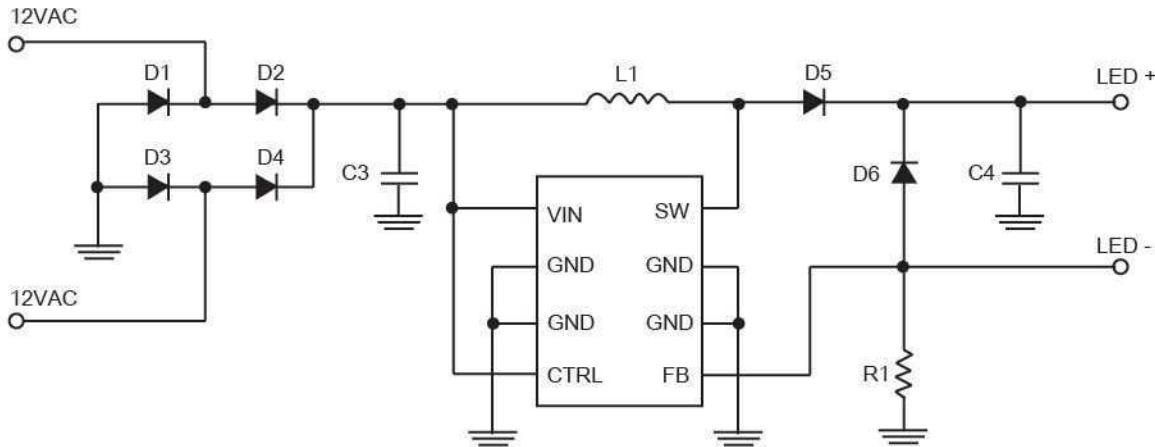 12VAC
D1
D2
L1
D5
LED +
D3
D4
C3
D6
C4
VIN
SW
GND
GND
LED -
12VAC
GND
GND
CTRL
FB
R1